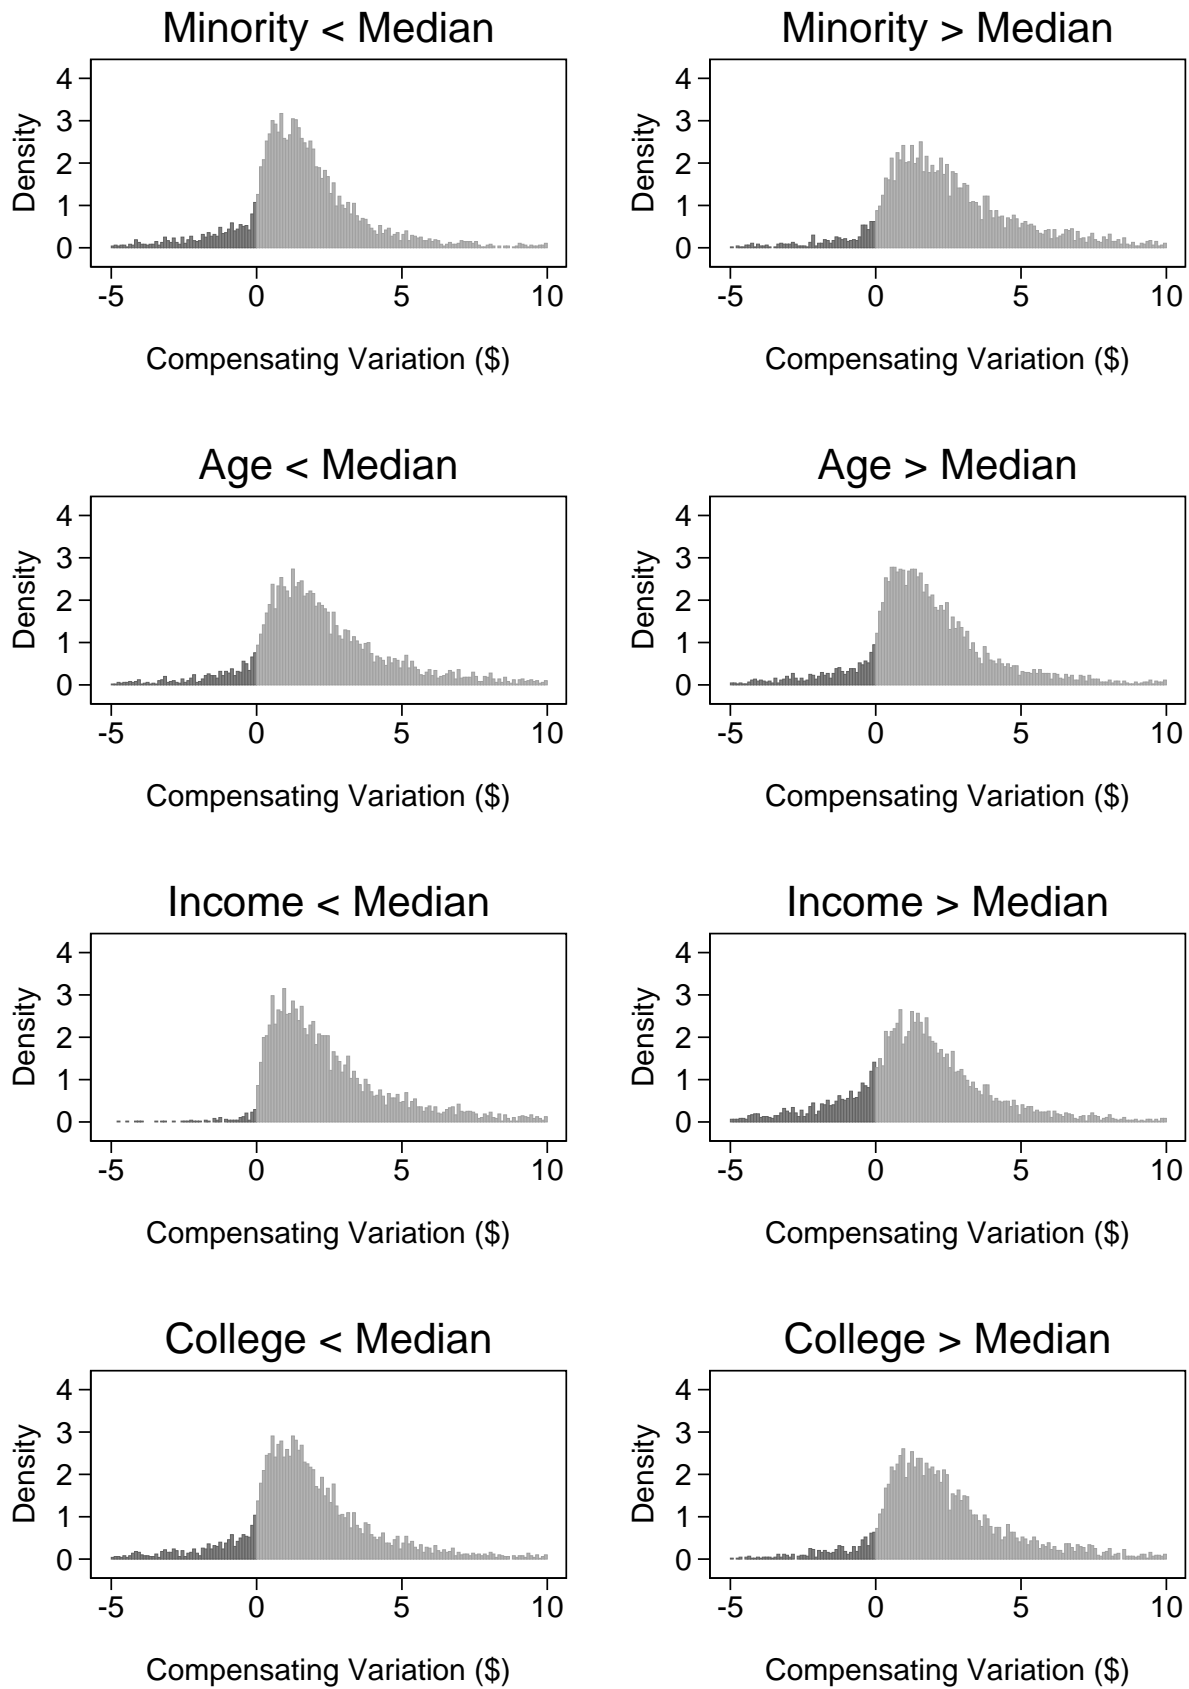 Minority < Median
Minority > Median
Density
4
3
2
1
0
-5 0 5 10
Compensating Variation ($)
Density
4
3
2
1
0
-5 0 5 10
Compensating Variation ($)
Age < Median
Age > Median
Density
4
3
2
1
0
-5 0 5 10
Compensating Variation ($)
Density
4
3
2
1
0
-5 0 5 10
Compensating Variation ($)
Income < Median
Income > Median
Density
4
3
2
1
0
-5 0 5 10
Compensating Variation ($)
Density
4
3
2
1
0
-5 0 5 10
Compensating Variation ($)
College < Median
College > Median
Density
4
3
2
1
0
-5 0 5 10
Compensating Variation ($)
Density
4
3
2
1
0
-5 0 5 10
Compensating Variation ($)